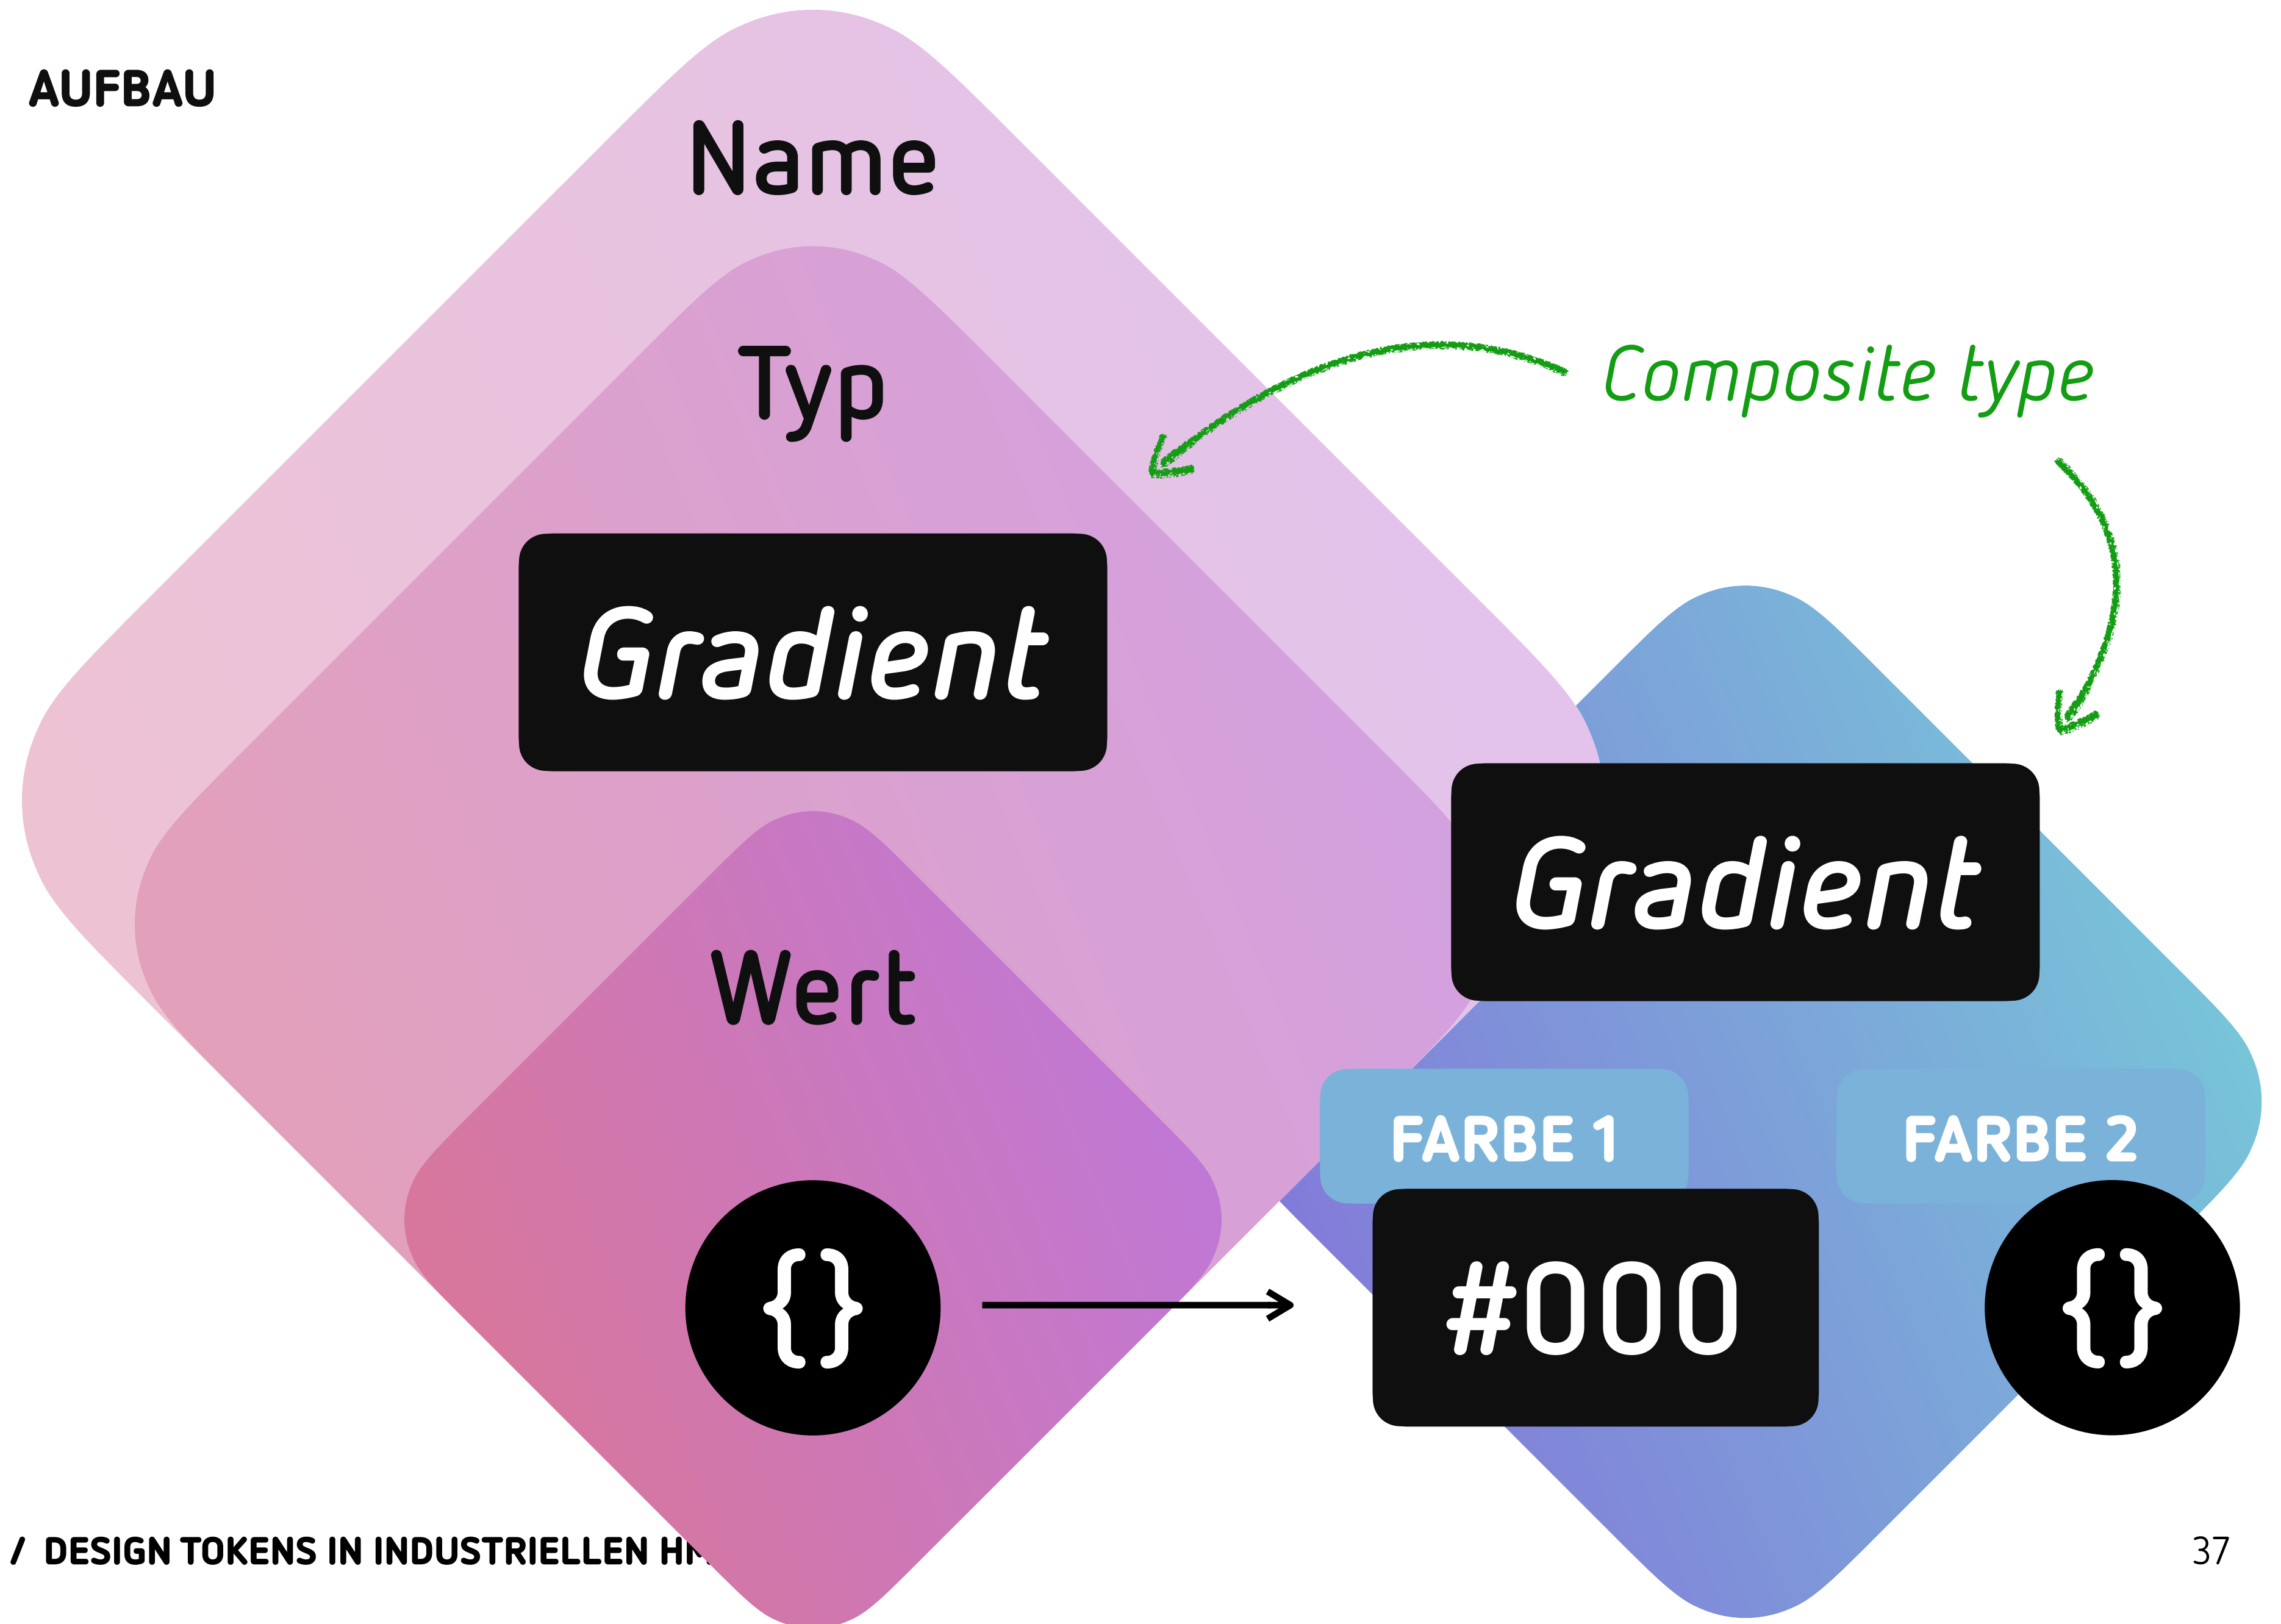 AUFBAU
Name
Typ
Composite type
Gradient
Gradient
Wert
FARBE 1
FARBE 2
{}
#000
{}
/ DESIGN TOKENS IN INDUSTRIELLEN
37